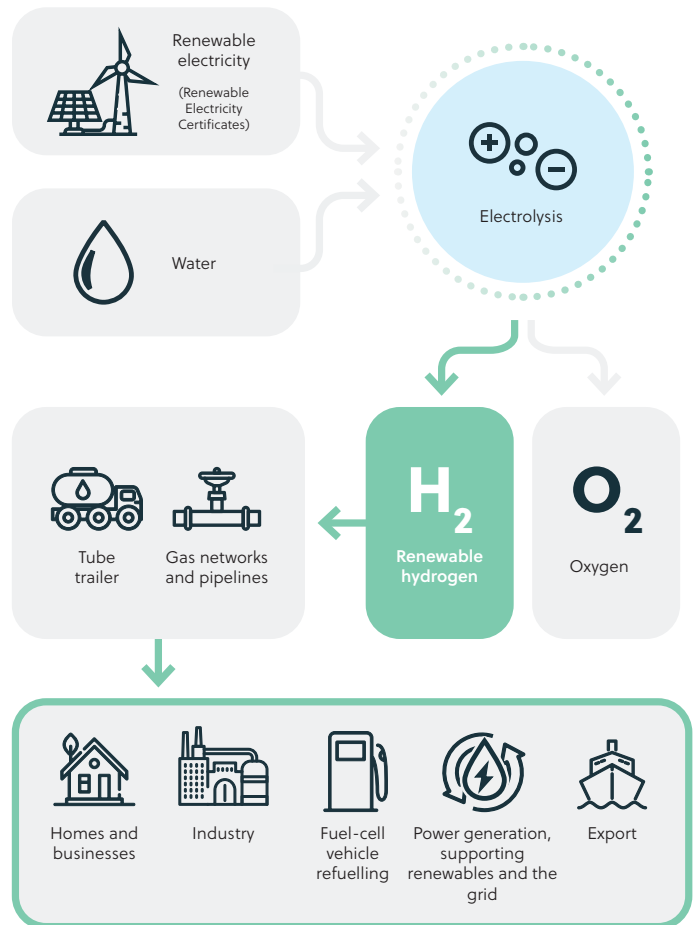 Renewable
electricity
(Renewable
Electricity
Certificates)
Electrolysis
Water
Tube
trailer
Gas networks
and pipelines
H2
Renewable
hydrogen
O2
Oxygen
Homes and
businesses
Industry
Fuel-cell
vehicle
refuelling
Power generation,
supporting
renewables and the
grid
Export